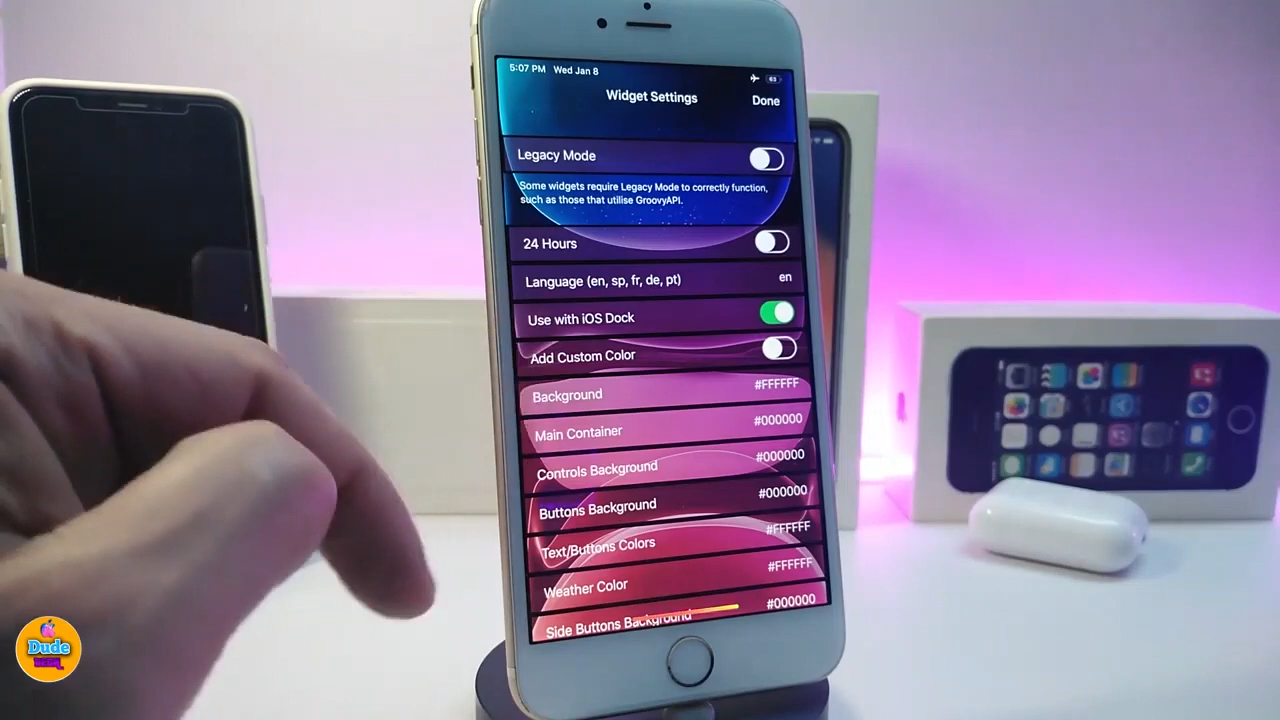 5:07 PM Wed Jan 8
63
Widget Settings
Done
Legacy Mode
Some widgets require Legacy Mode to correctly function,
such as those that utilise GroovyAPI.
24 Hours
Language (en, sp, fr, de, pt) en
Use with iOS Dock
Add Custom Color
Background #FFFFFF
Main Container #000000
Controls Background #000000
Buttons Background #000000
Text/Buttons Colors #FFFFFF
Weather Color #FFFFFF
Side Buttons Background #000000
Dude